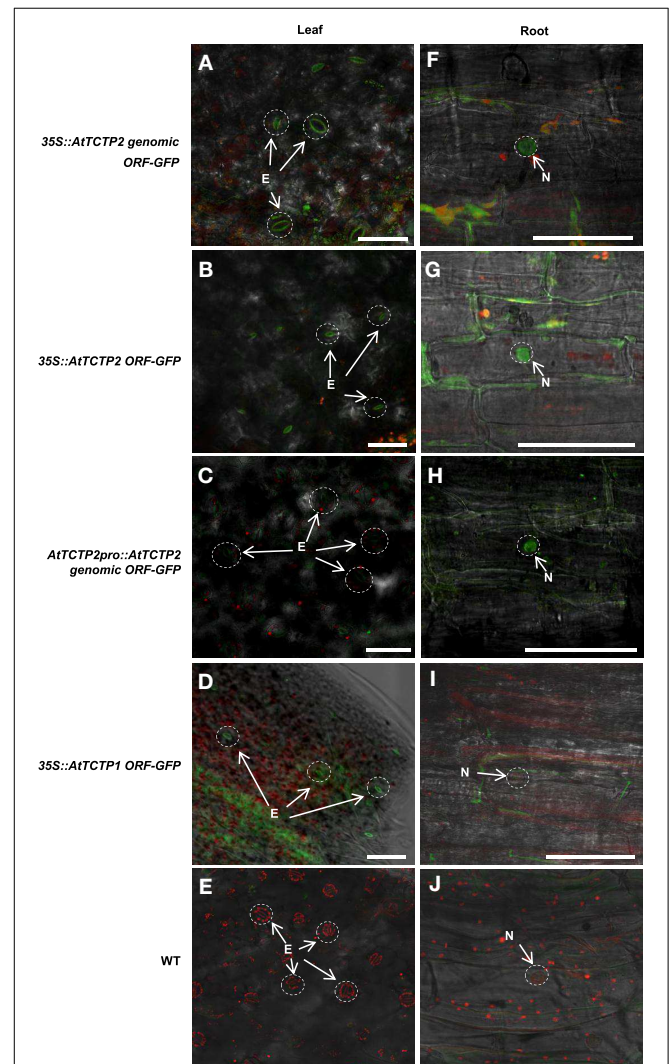 Leaf
Root
35S::AtTCTP2 genomic
ORF-GFP
A
E
F
N
35S::AtTCTP2 ORF-GFP
B
E
G
N
AtTCTP2pro::AtTCTP2
genomic ORF-GFP
C
E
H
N
35S::AtTCTP1 ORF-GFP
D
E
I
N
WT
E
E
J
N